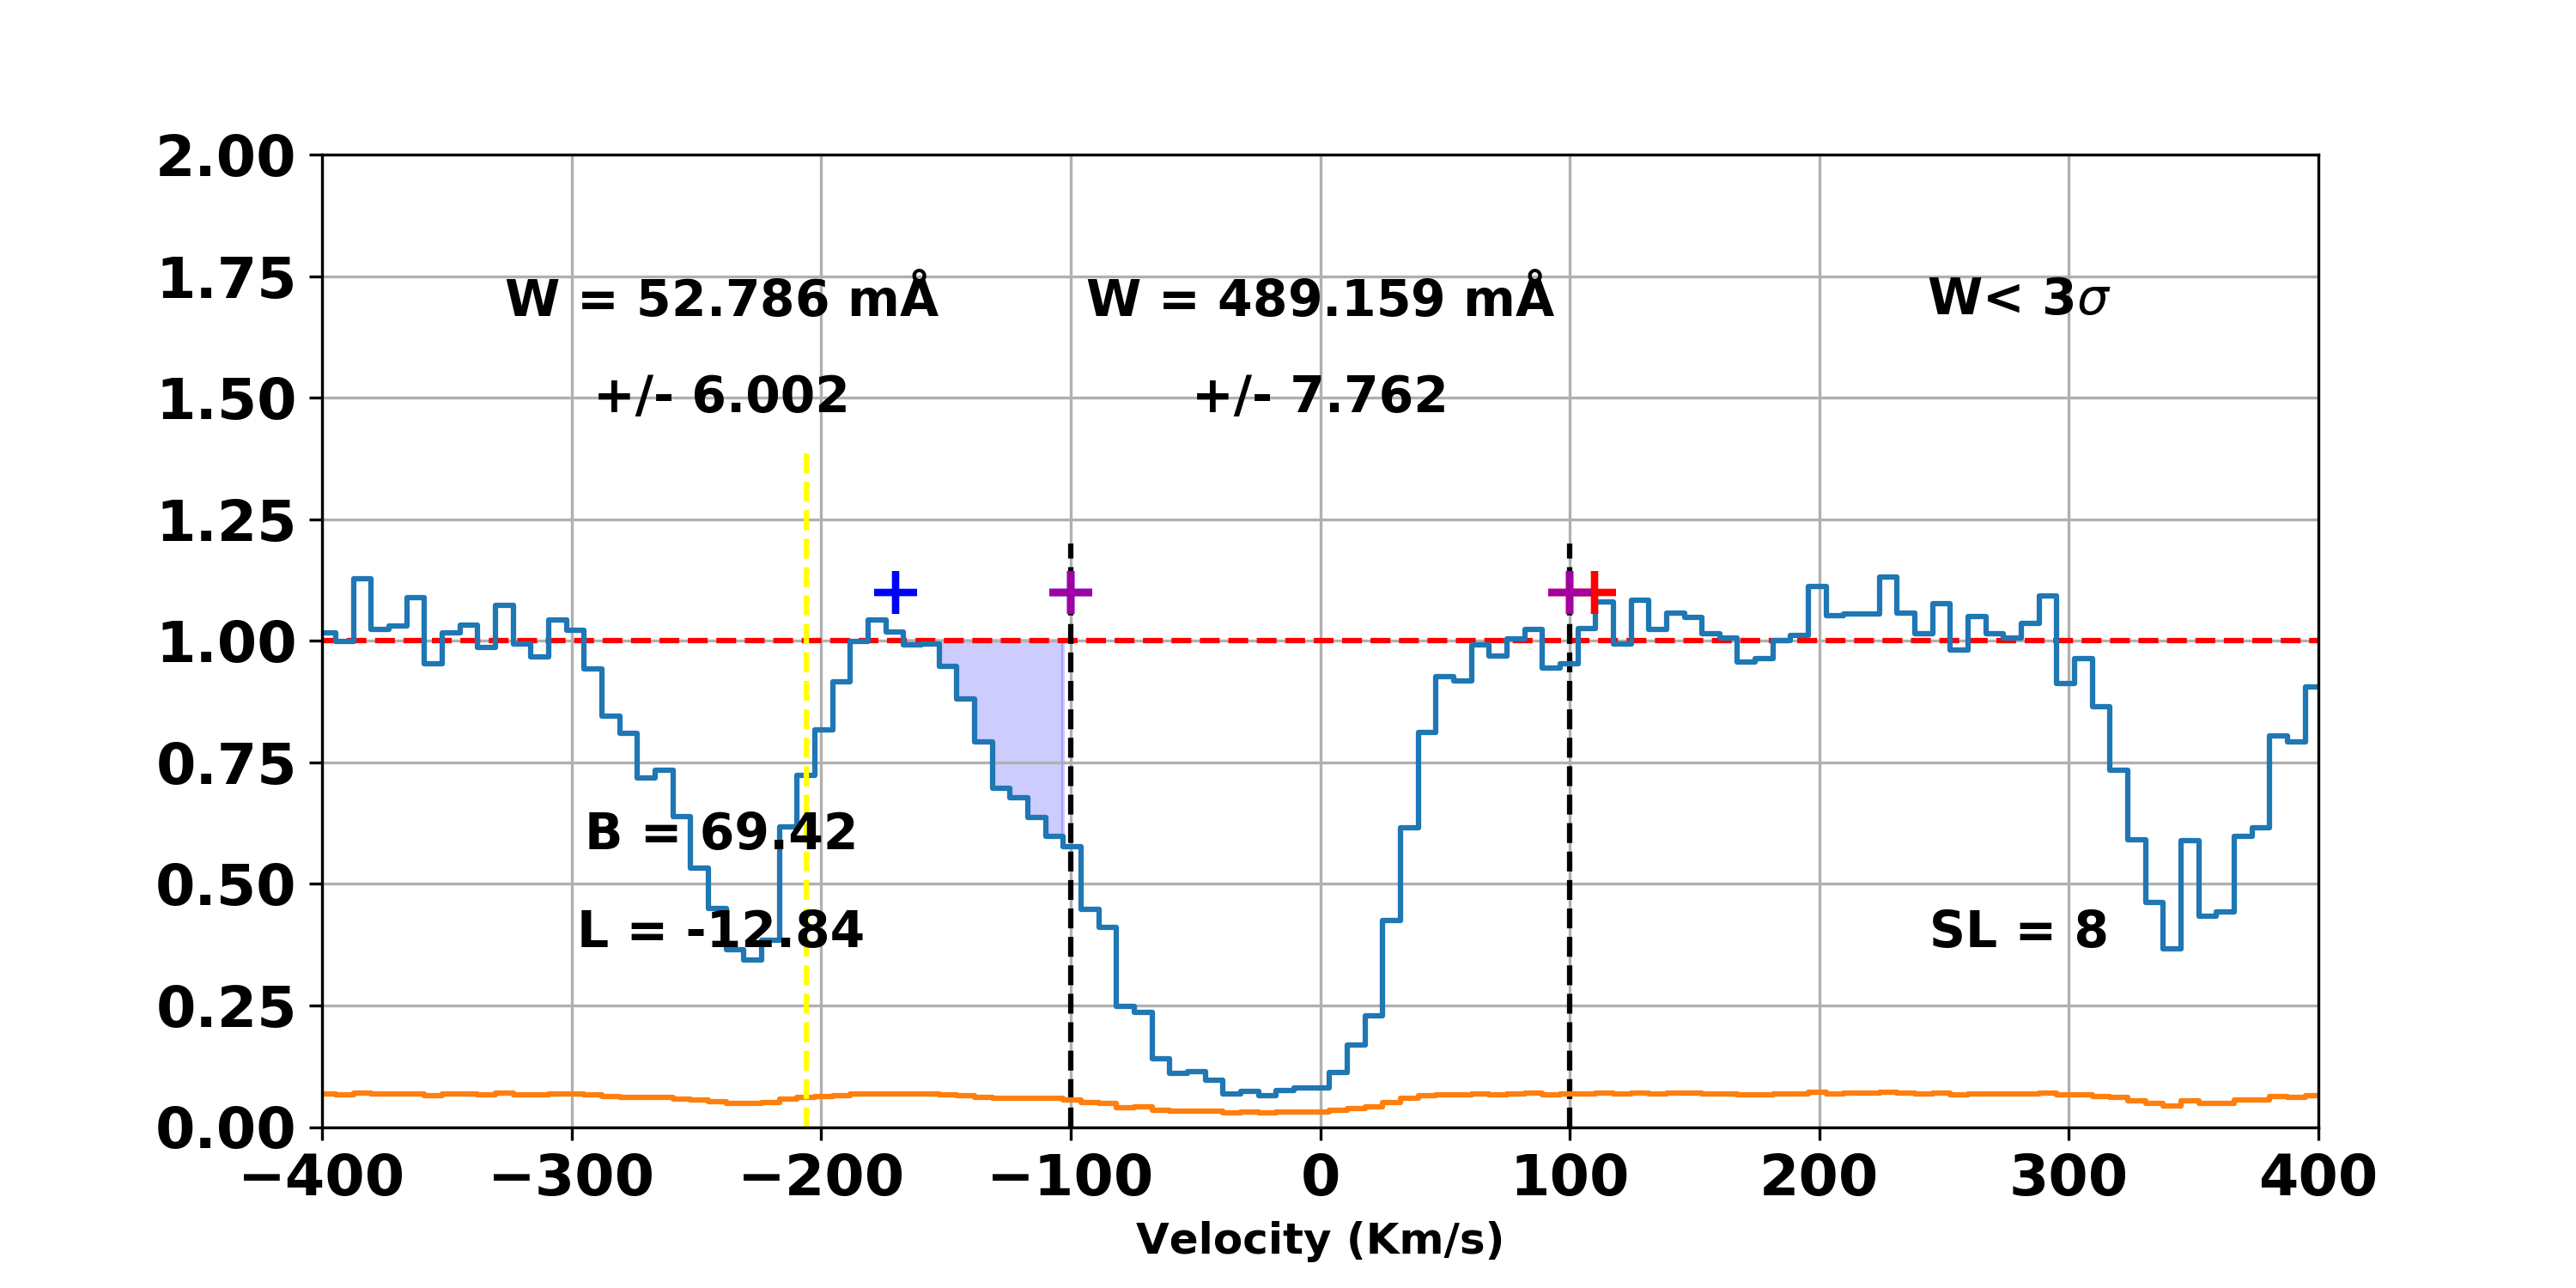 2.00
1.75
W = 52.786 mÅ W = 489.159 mÅ W< 3σ
1.50
+/- 6.002 +/- 7.762
1.25
1.00
0.75
B = 69.42
0.50
L = -12.84 SL = 8
0.25
0.00
−400 −300 −200 −100 0 100 200 300 400
Velocity (Km/s)